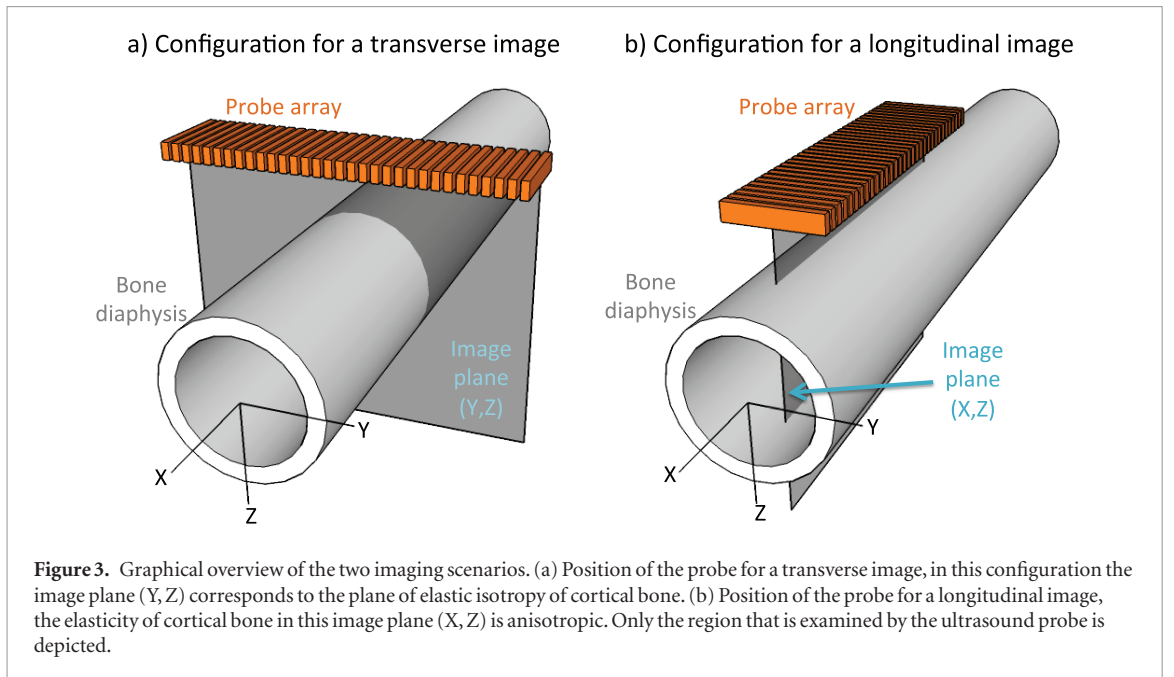 a) Configuration for a transverse image
b) Configuration for a longitudinal image
Probe array
Bone
diaphysis
Image
plane
(Y,Z)
Y
X
Z
Probe array
Bone
diaphysis
Image
plane
(X,Z)
Y
X
Z
Figure 3. Graphical overview of the two imaging scenarios. (a) Position of the probe for a transverse image, in this configuration the
image plane (Y, Z) corresponds to the plane of elastic isotropy of cortical bone. (b) Position of the probe for a longitudinal image,
the elasticity of cortical bone in this image plane (X, Z) is anisotropic. Only the region that is examined by the ultrasound probe is
depicted.